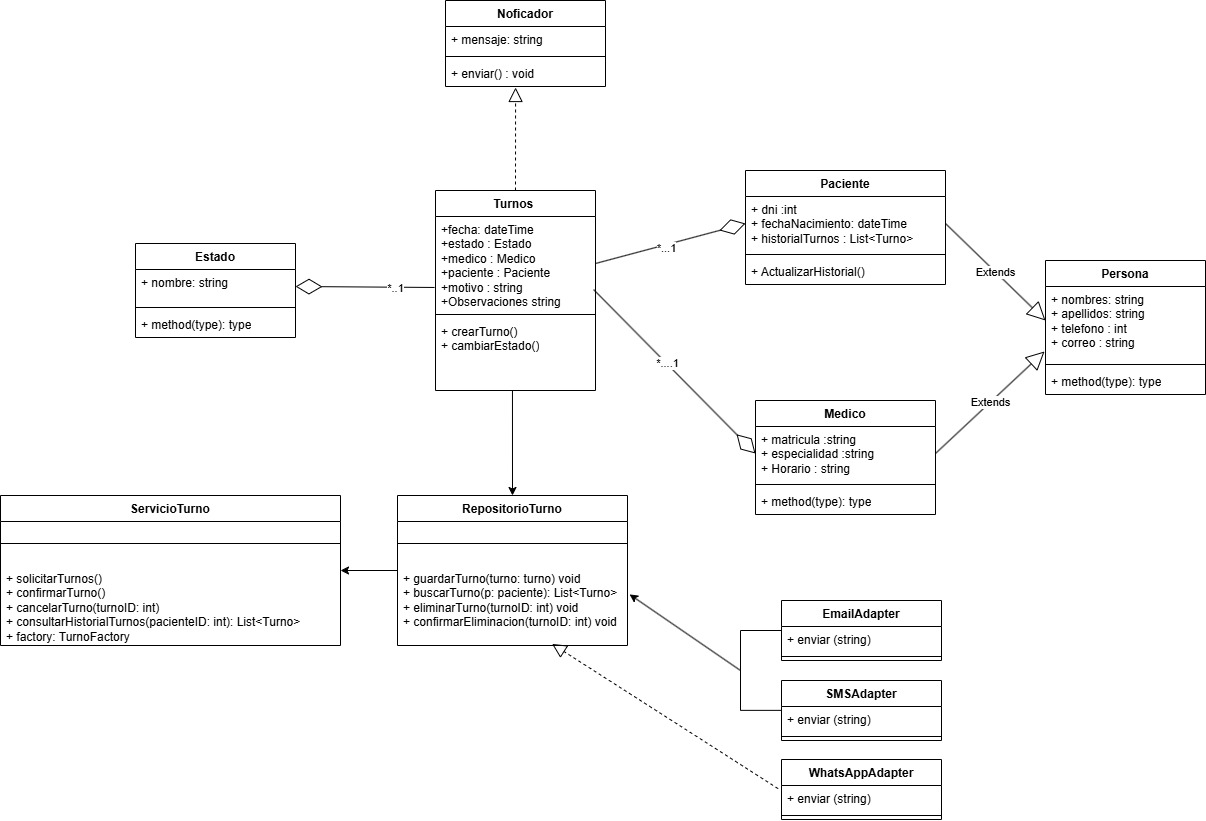 Noficador
+ mensaje: string
+ enviar() : void
Turnos
+fecha: dateTime
+estado : Estado
+medico : Medico
+paciente : Paciente
+motivo : string
+Observaciones string
+ crearTurno()
+ cambiarEstado()
Estado
+ nombre: string
+ method(type): type
*..1
*...1
*....1
Paciente
+ dni :int
+ fechaNacimiento: dateTime
+ historialTurnos : List<Turno>
+ ActualizarHistorial()
Extends
Persona
+ nombres: string
+ apellidos: string
+ telefono : int
+ correo : string
+ method(type): type
Extends
Medico
+ matricula :string
+ especialidad :string
+ Horario : string
+ method(type): type
ServicioTurno
+ solicitarTurnos()
+ confirmarTurno()
+ cancelarTurno(turnoID: int)
+ consultarHistorialTurnos(pacienteID: int): List<Turno>
+ factory: TurnoFactory
RepositorioTurno
+ guardarTurno(turno: turno) void
+ buscarTurno(p: paciente): List<Turno>
+ eliminarTurno(turnoID: int) void
+ confirmarEliminacion(turnoID: int) void
EmailAdapter
+ enviar (string)
SMSAdapter
+ enviar (string)
WhatsAppAdapter
+ enviar (string)